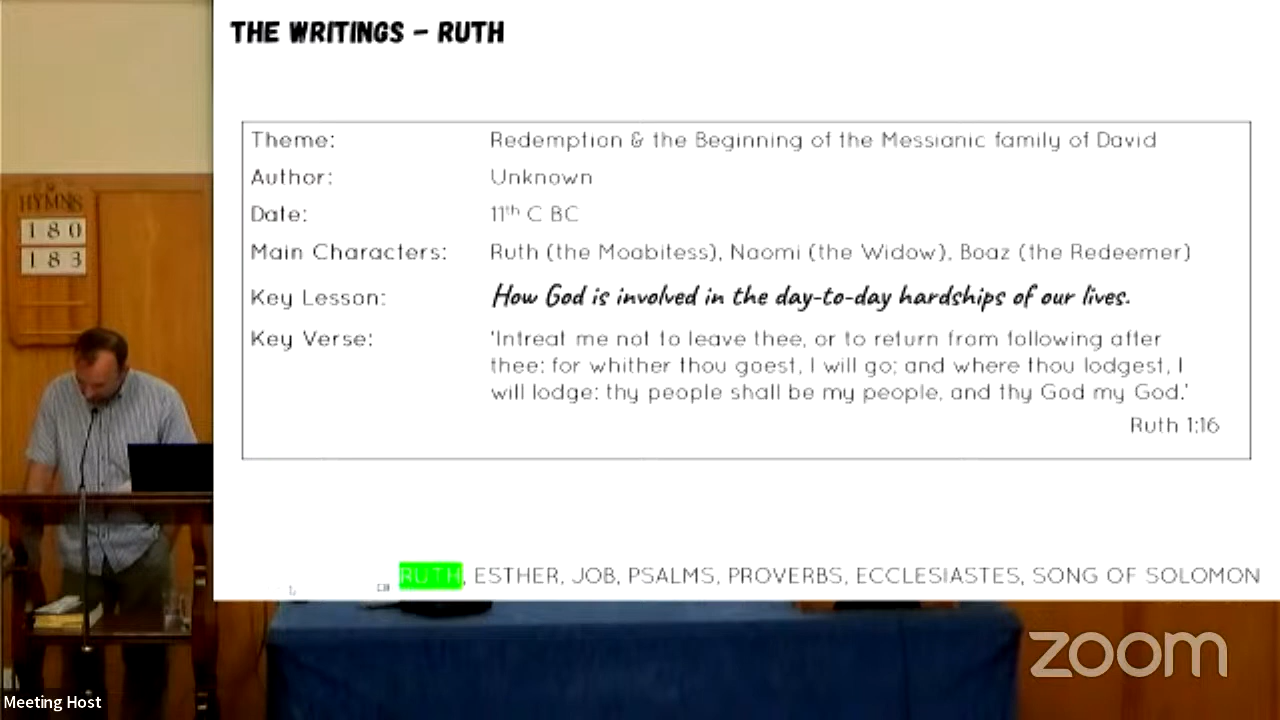 THE WRITINGS – RUTH
HYMNS
180
183
Theme: Redemption & the Beginning of the Messianic family of David
Author: Unknown
Date: 11th C BC
Main Characters: Ruth (the Moabitess), Naomi (the Widow), Boaz (the Redeemer)
Key Lesson: How God is involved in the day-to-day hardships of our lives.
Key Verse: 'Intreat me not to leave thee, or to return from following after
thee: for whither thou goest, I will go; and where thou lodgest, I
will lodge: thy people shall be my people, and thy God my God.'
Ruth 1:16
RUTH, ESTHER, JOB, PSALMS, PROVERBS, ECCLESIASTES, SONG OF SOLOMON
zoom
Meeting Host